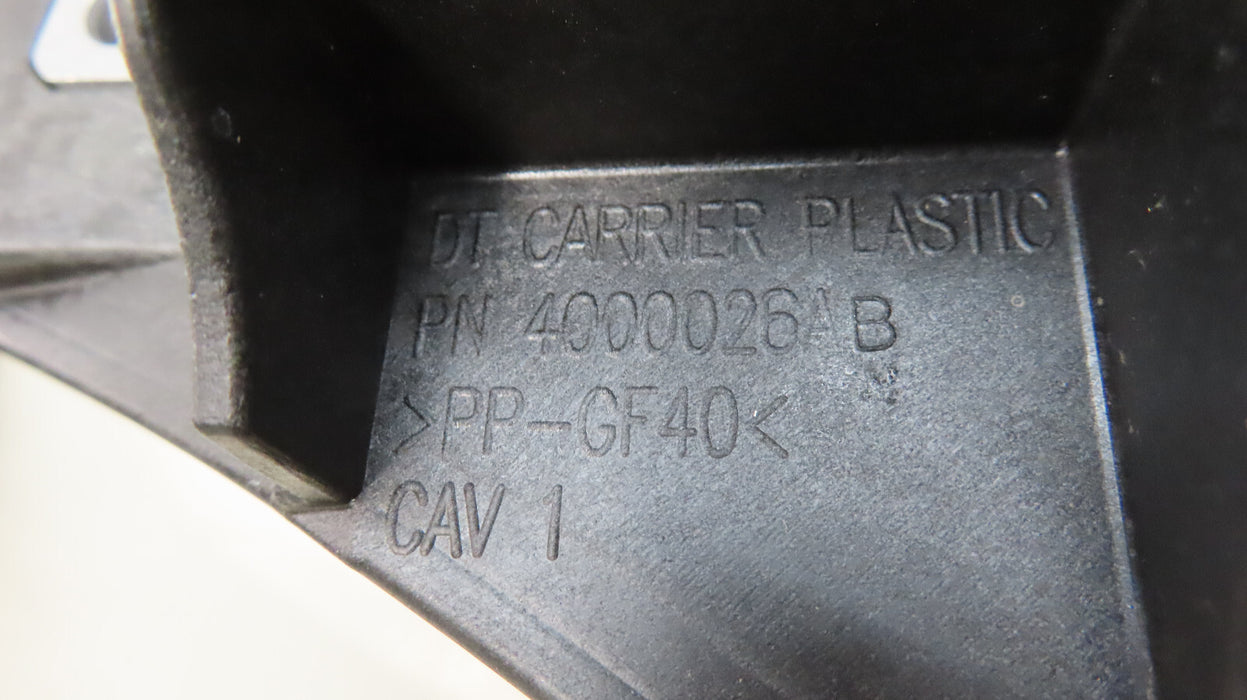 DT CARRIER PLASTIC
PN 4000026AB
>PP-GF40<
CAV 1